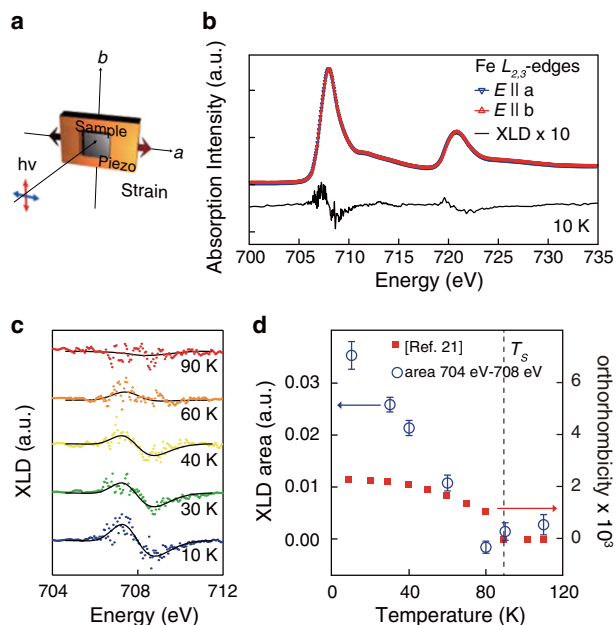 a
b
Sample
Piezo
a
Strain
hν
b
Absorption Intensity (a.u.)
Fe L2,3-edges
E || a
E || b
XLD x 10
10 K
700 705 710 715 720 725 730 735
Energy (eV)
c
XLD (a.u.)
90 K
60 K
40 K
30 K
10 K
704 706 708 710 712
Energy (eV)
d
XLD area (a.u.)
0.03
0.02
0.01
0.00
[Ref. 21]
area 704 eV-708 eV
TS
6
4
2
0
orthorhombicity x 10³
0 40 80 120
Temperature (K)